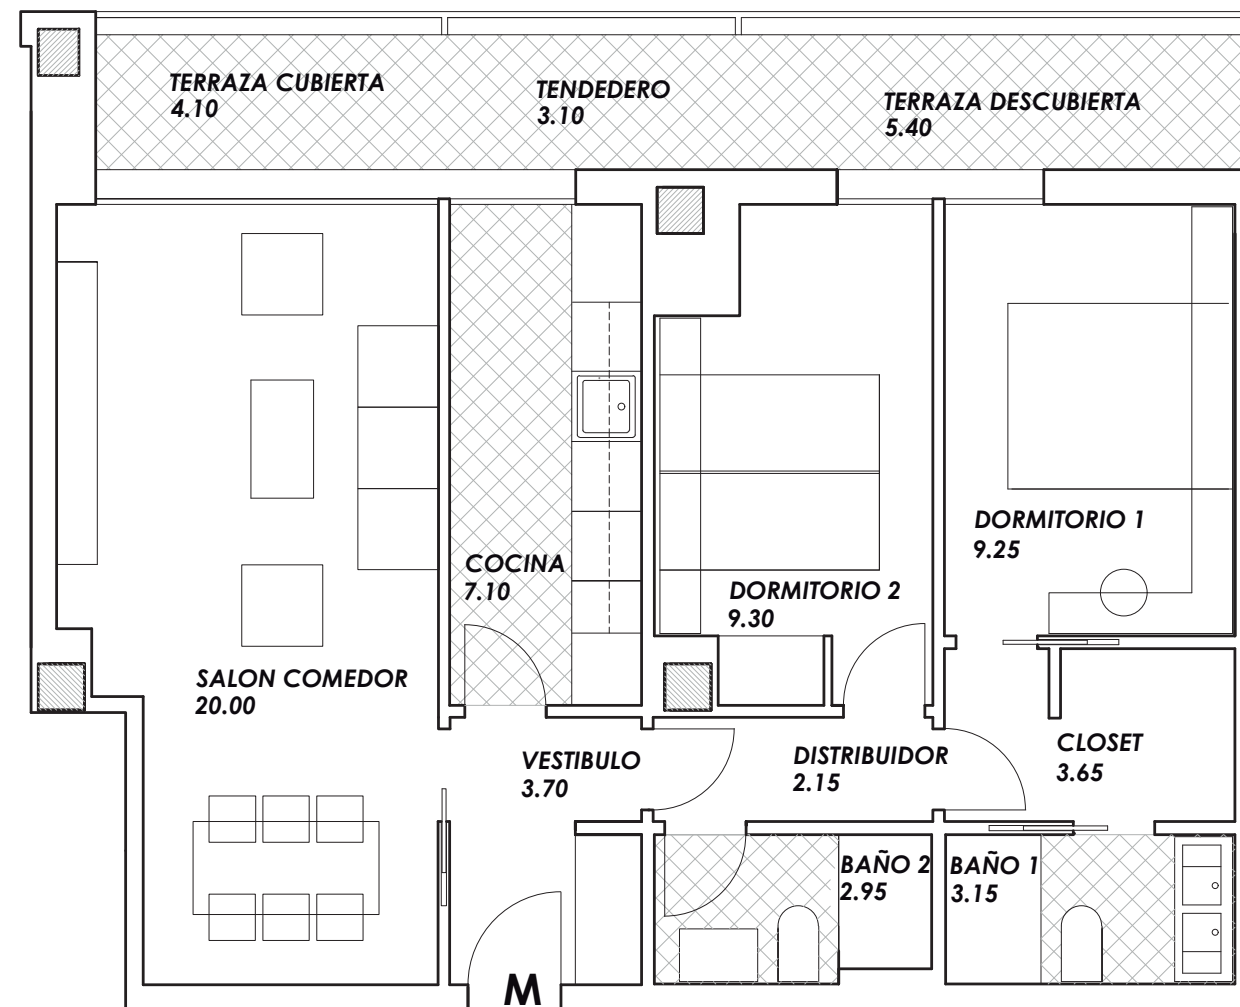 TERRAZA CUBIERTA
4.10
TENDEDERO
3.10
TERRAZA DESCUBIERTA
5.40
DORMITORIO 1
9.25
COCINA
7.10
DORMITORIO 2
9.30
SALON COMEDOR
20.00
VESTIBULO
3.70
DISTRIBUIDOR
2.15
CLOSET
3.65
BAÑO 2
2.95
BAÑO 1
3.15
M